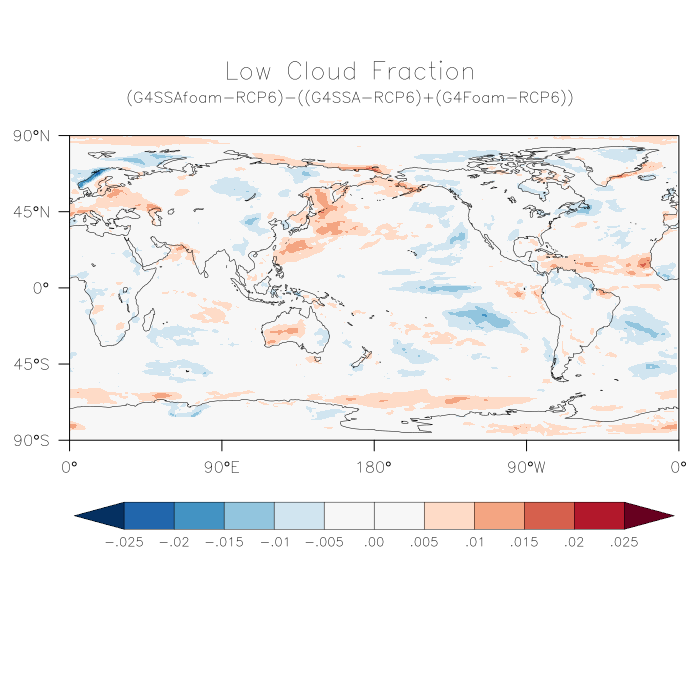 Low Cloud Fraction
(G4SSAfoam−RCP6)−((G4SSA−RCP6)+(G4Foam−RCP6))
90°N
45°N
0°
45°S
90°S
0° 90°E 180° 90°W 0°
−.025 −.02 −.015 −.01 −.005 .00 .005 .01 .015 .02 .025